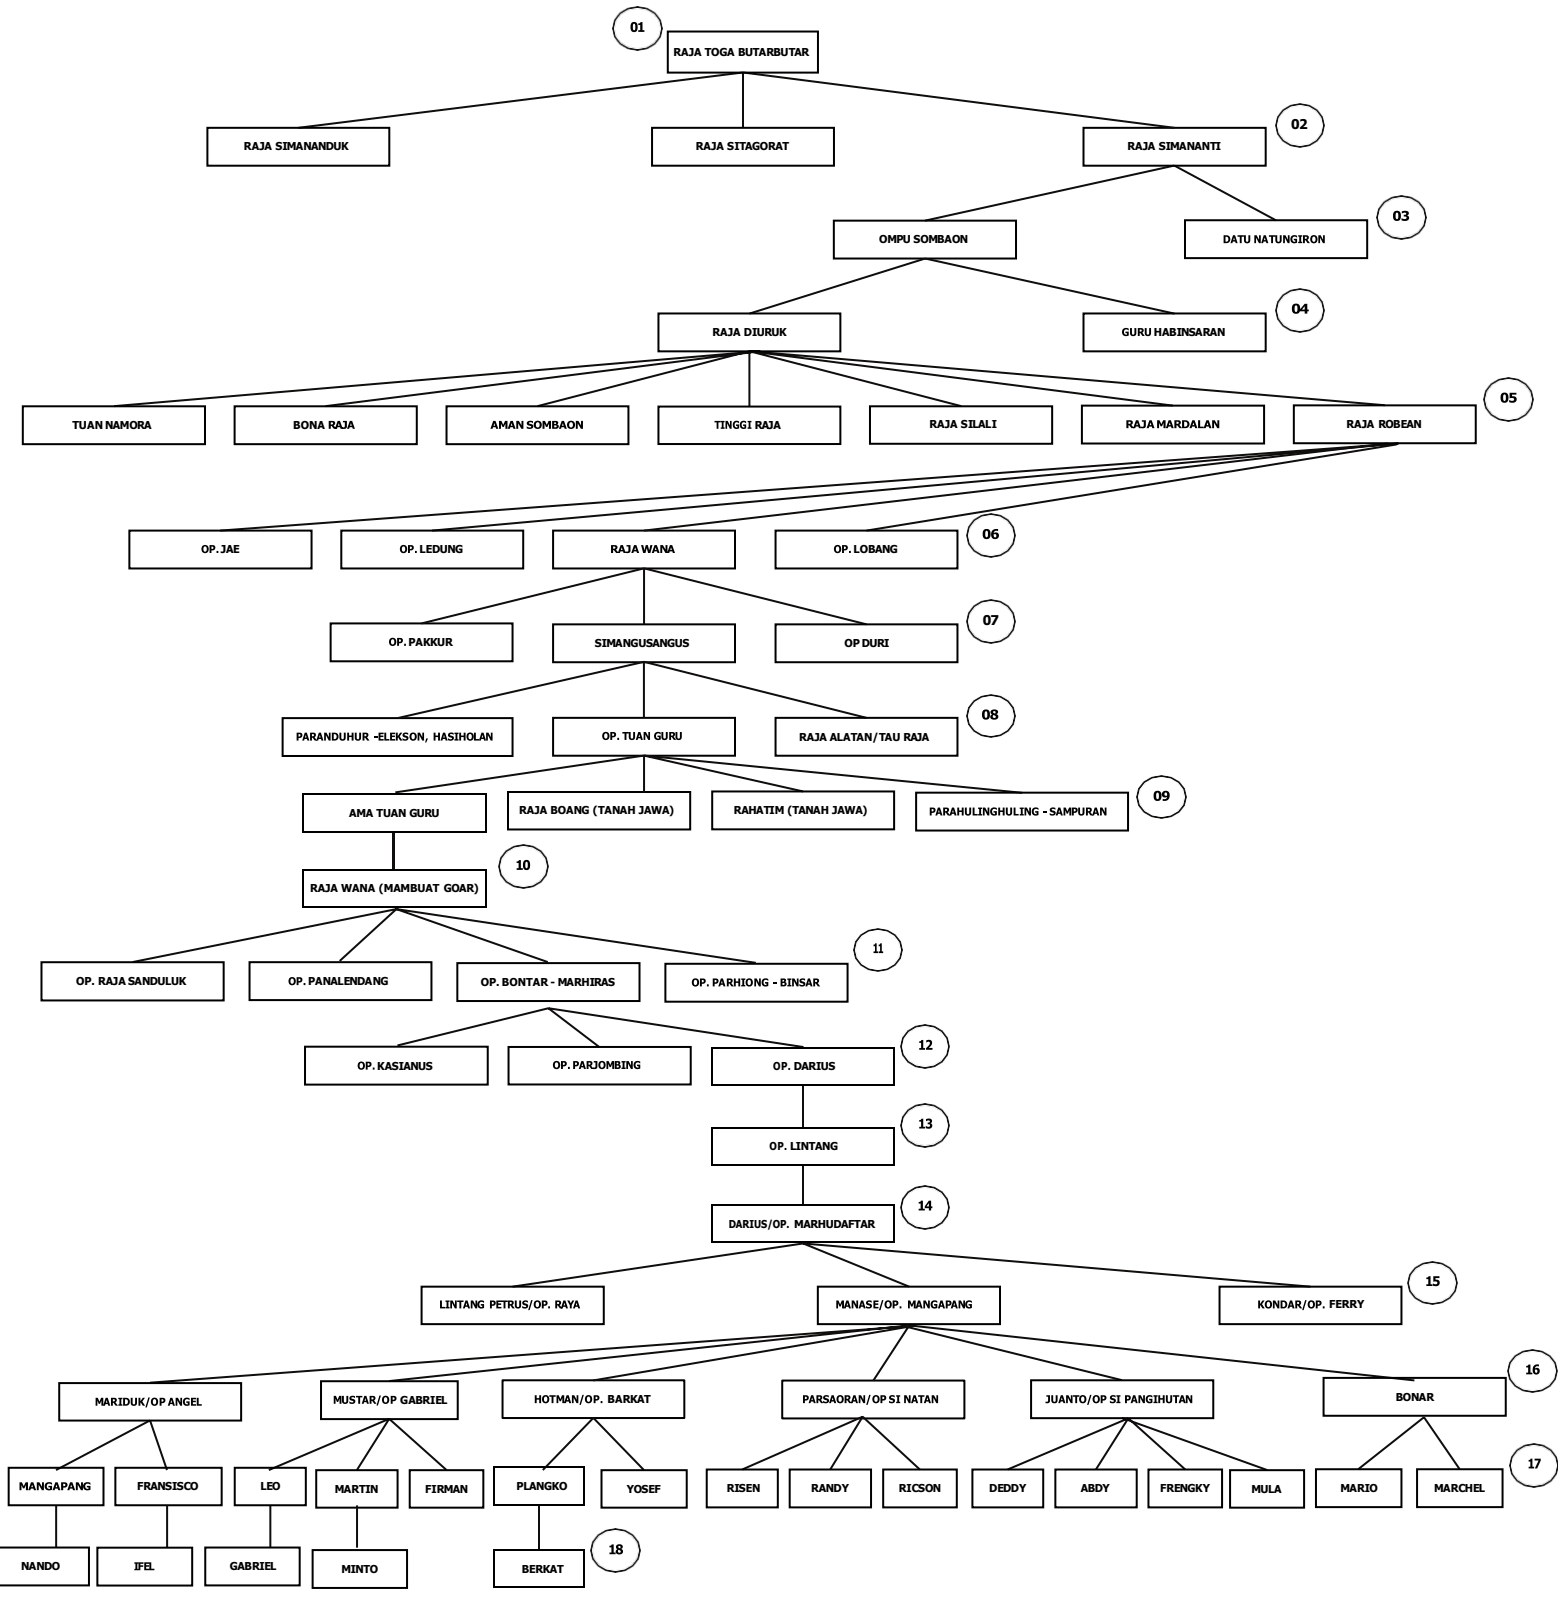 01
RAJA TOGA BUTARBUTAR
02
RAJA SIMANANDUK
RAJA SITAGORAT
RAJA SIMANANTI
03
OMPU SOMBAON
DATU NATUNGIRON
04
RAJA DIURUK
GURU HABINSARAN
05
TUAN NAMORA
BONA RAJA
AMAN SOMBAON
TINGGI RAJA
RAJA SILALI
RAJA MARDALAN
RAJA ROBEAN
06
OP. JAE
OP. LEDUNG
RAJA WANA
OP. LOBANG
07
OP. PAKKUR
SIMANGUSANGUS
OP DURI
08
PARANDUHUR -ELEKSON, HASIHOLAN
OP. TUAN GURU
RAJA ALATAN/TAU RAJA
09
AMA TUAN GURU
RAJA BOANG (TANAH JAWA)
RAHATIM (TANAH JAWA)
PARAHULINGHULING - SAMPURAN
10
RAJA WANA (MAMBUAT GOAR)
11
OP. RAJA SANDULUK
OP. PANALENDANG
OP. BONTAR - MARHIRAS
OP. PARHIONG - BINSAR
12
OP. KASIANUS
OP. PARJOMBING
OP. DARIUS
13
OP. LINTANG
14
DARIUS/OP. MARHUDAFTAR
15
LINTANG PETRUS/OP. RAYA
MANASE/OP. MANGAPANG
KONDAR/OP. FERRY
16
MARIDUK/OP ANGEL
MUSTAR/OP GABRIEL
HOTMAN/OP. BARKAT
PARSAORAN/OP SI NATAN
JUANTO/OP SI PANGIHUTAN
BONAR
17
MANGAPANG
FRANSISCO
LEO
MARTIN
FIRMAN
PLANGKO
YOSEF
RISEN
RANDY
RICSON
DEDDY
ABDY
FRENGKY
MULA
MARIO
MARCHEL
18
NANDO
IFEL
GABRIEL
MINTO
BERKAT